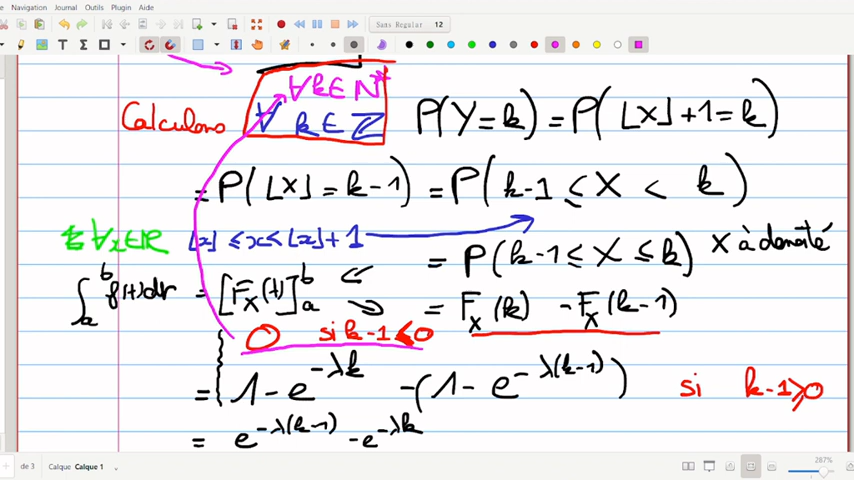 Navigation Journal Outils Plugin Aide
Sans Regular 12
∀k∈ℕ*
Calculons ∀ k∈ℤ P(Y=k) = P(⌊X⌋+1=k)
= P(⌊X⌋=k-1) = P(k-1 ≤ X < k)
∀x∈ℝ ⌊x⌋ ≤ x < ⌊x⌋+1
= P(k-1 ≤ X ≤ k) X à densité
∫_a^b f(t)dt = [F_X(t)]_a^b = F_X(k) - F_X(k-1)
0 si k-1<0
= 1 - e^{-λk} - (1 - e^{-λ(k-1)}) si k-1⩾0
= e^{-λ(k-1)} - e^{-λk}
de 3 Calque Calque 1 287%